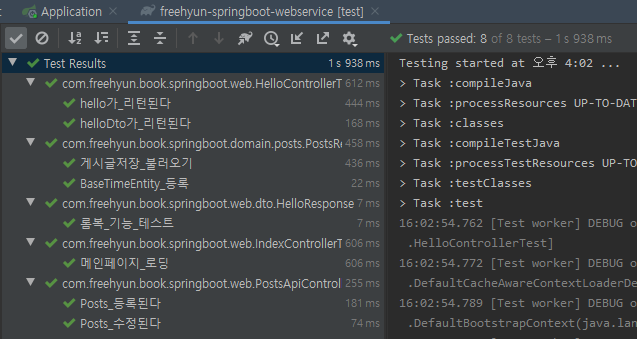 Application
freehyun-springboot-webservice [test]
Tests passed: 8 of 8 tests – 1 s 938 ms
Test Results 1 s 938 ms
com.freehyun.book.springboot.web.HelloControllerT 612 ms
hello가_리턴된다 444 ms
helloDto가_리턴된다 168 ms
com.freehyun.book.springboot.domain.posts.PostsRe 458 ms
게시글저장_불러오기 436 ms
BaseTimeEntity_등록 22 ms
com.freehyun.book.springboot.web.dto.HelloResponse 7 ms
롬복_기능_테스트 7 ms
com.freehyun.book.springboot.web.IndexControllerT 606 ms
메인페이지_로딩 606 ms
com.freehyun.book.springboot.web.PostsApiControl 255 ms
Posts_등록된다 181 ms
Posts_수정된다 74 ms
Testing started at 오후 4:02 ...
> Task :compileJava
> Task :processResources UP-TO-DAT
> Task :classes
> Task :compileTestJava
> Task :processTestResources UP-TO
> Task :testClasses
> Task :test
16:02:54.762 [Test worker] DEBUG o
.HelloControllerTest]
16:02:54.772 [Test worker] DEBUG o
.DefaultCacheAwareContextLoaderDe
16:02:54.789 [Test worker] DEBUG o
.DefaultBootstrapContext(java.lan